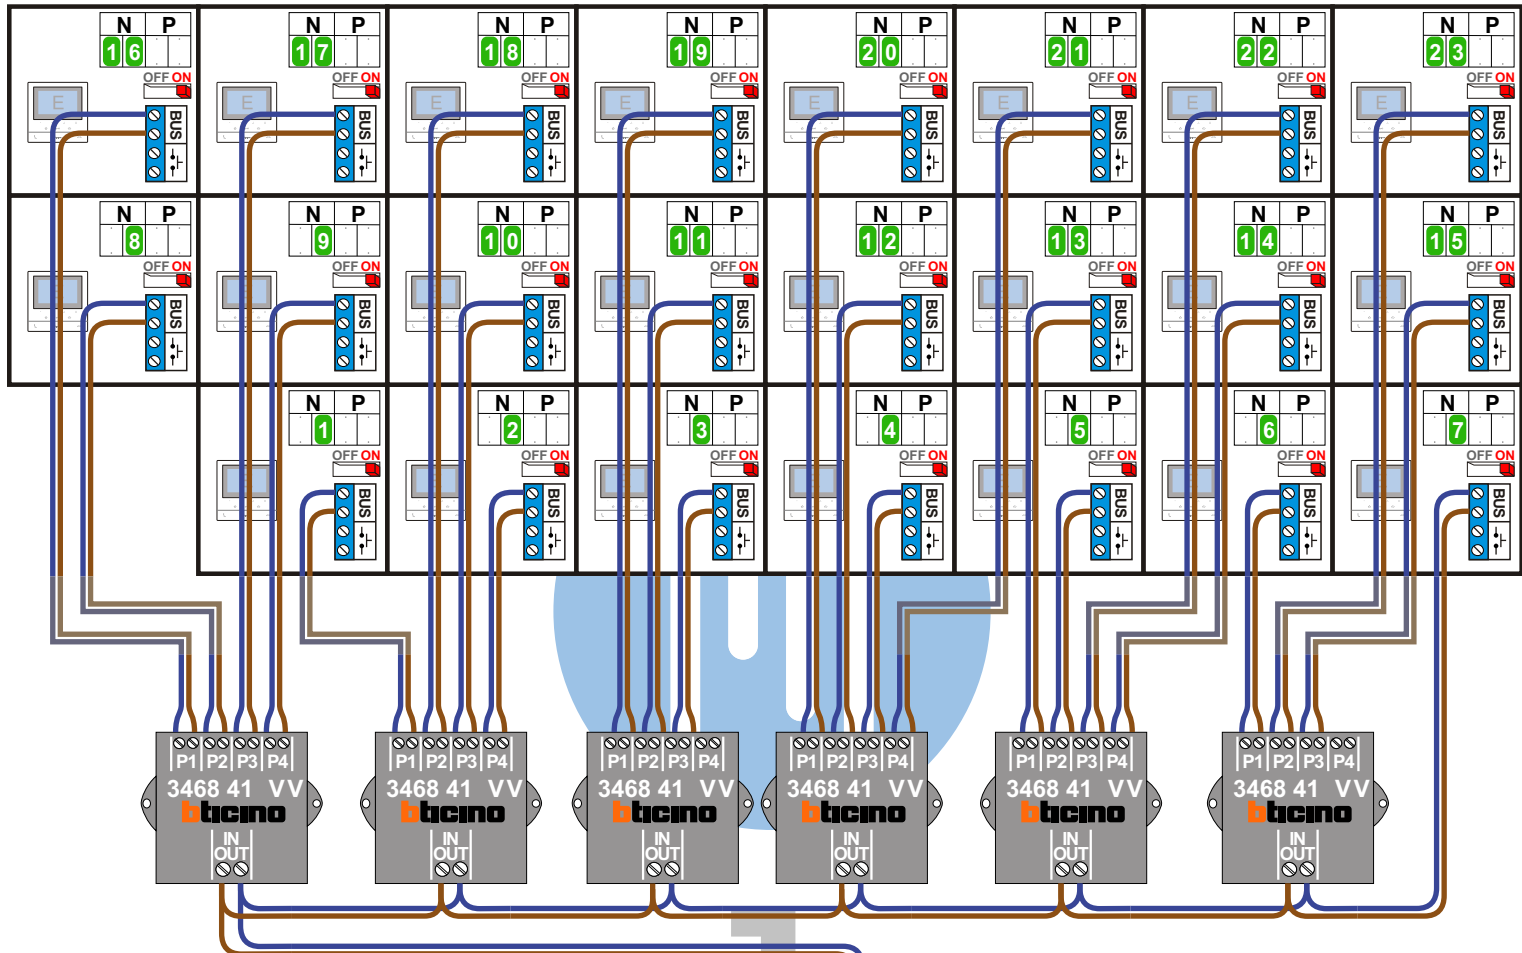 N P N P N P N P N P N P N P N P
16 17 18 19 20 21 22 23
OFF ON OFF ON OFF ON OFF ON OFF ON OFF ON OFF ON OFF ON
E E E E E E E E
BUS BUS BUS BUS BUS BUS BUS BUS
N P N P N P N P N P N P N P N P
8 9 10 11 12 13 14 15
OFF ON OFF ON OFF ON OFF ON OFF ON OFF ON OFF ON OFF ON
BUS BUS BUS BUS BUS BUS BUS BUS
N P N P N P N P N P N P N P
1 2 3 4 5 6 7
OFF ON OFF ON OFF ON OFF ON OFF ON OFF ON OFF ON
BUS BUS BUS BUS BUS BUS BUS
P1 P2 P3 P4 P1 P2 P3 P4 P1 P2 P3 P4 P1 P2 P3 P4 P1 P2 P3 P4 P1 P2 P3 P4
3468 41 VV 3468 41 VV 3468 41 VV 3468 41 VV 3468 41 VV 3468 41 VV
bticino bticino bticino bticino bticino bticino
IN IN IN IN IN IN
OUT OUT OUT OUT OUT OUT